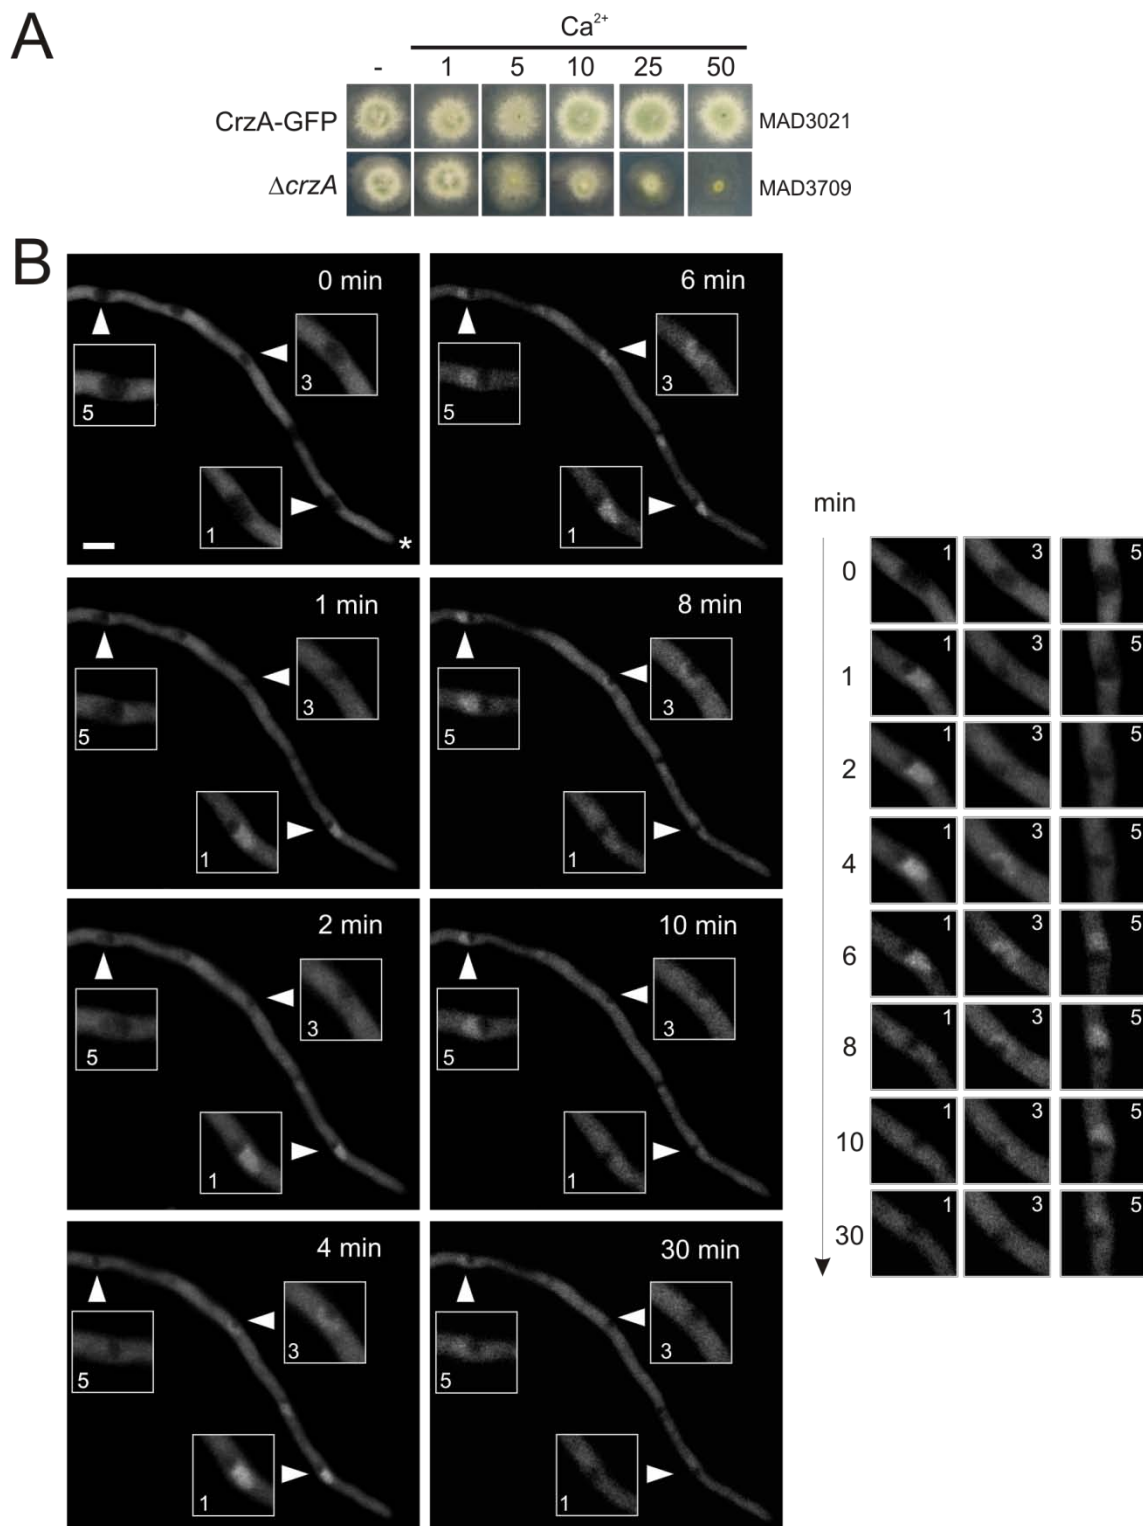 A
Ca²⁺
- 1 5 10 25 50
CrzA-GFP MAD3021
ΔcrzA MAD3709
B
0 min
3
5
1
*
6 min
3
5
1
1 min
3
5
1
8 min
3
5
1
2 min
3
5
1
10 min
3
5
1
4 min
3
5
1
30 min
3
5
1
min
0 1 3 5
1 1 3 5
2 1 3 5
4 1 3 5
6 1 3 5
8 1 3 5
10 1 3 5
30 1 3 5